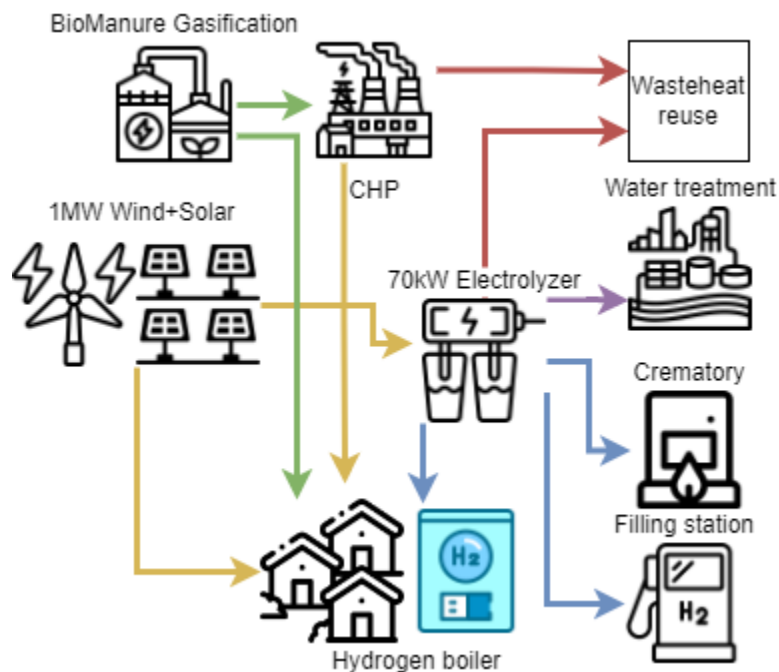 BioManure Gasification
CHP
Wasteheat
reuse
1MW Wind+Solar
Water treatment
70kW Electrolyzer
Crematory
Filling station
H2
H2
Hydrogen boiler